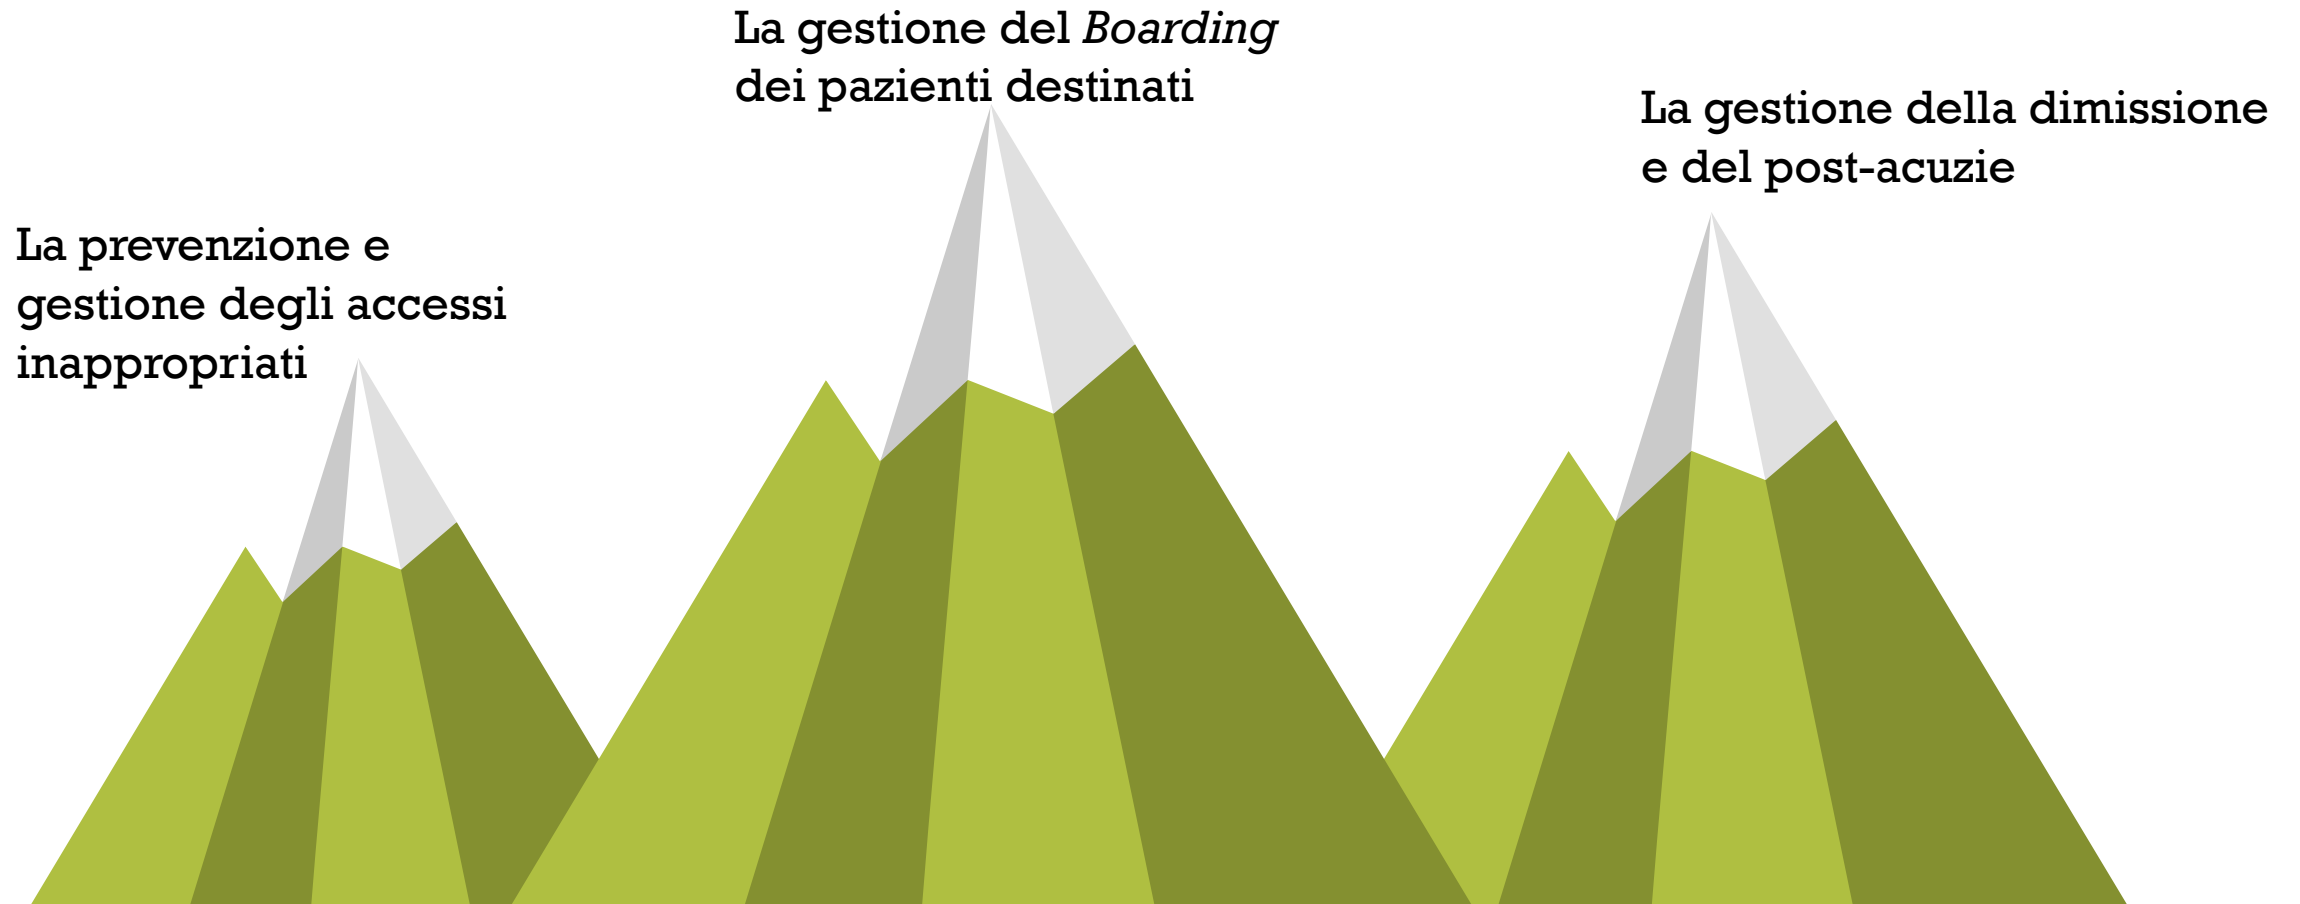 La prevenzione e
gestione degli accessi
inappropriati
La gestione del Boarding
dei pazienti destinati
La gestione della dimissione
e del post-acuzie